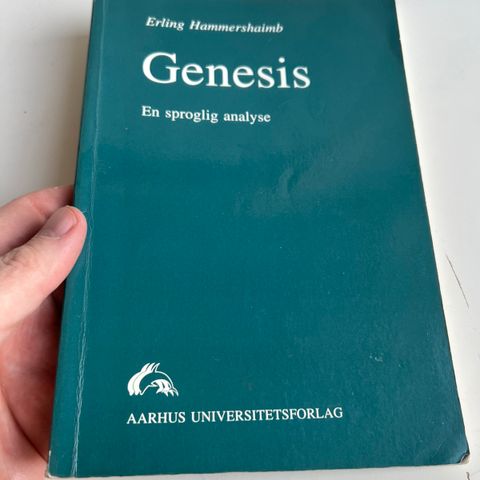 Erling Hammershaimb
Genesis
En sproglig analyse
AARHUS UNIVERSITETSFORLAG